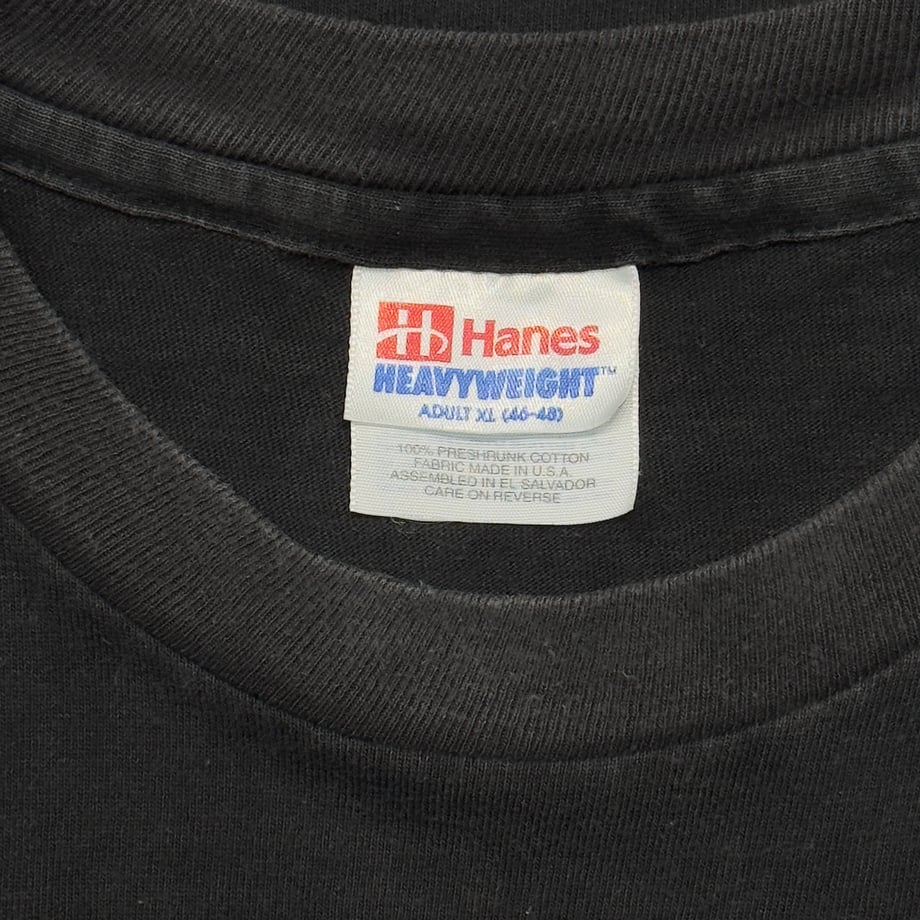 H Hanes
HEAVYWEIGHT™
ADULT XL (46-48)
100% PRESHRUNK COTTON
FABRIC MADE IN U.S.A.
ASSEMBLED IN EL SALVADOR
CARE ON REVERSE